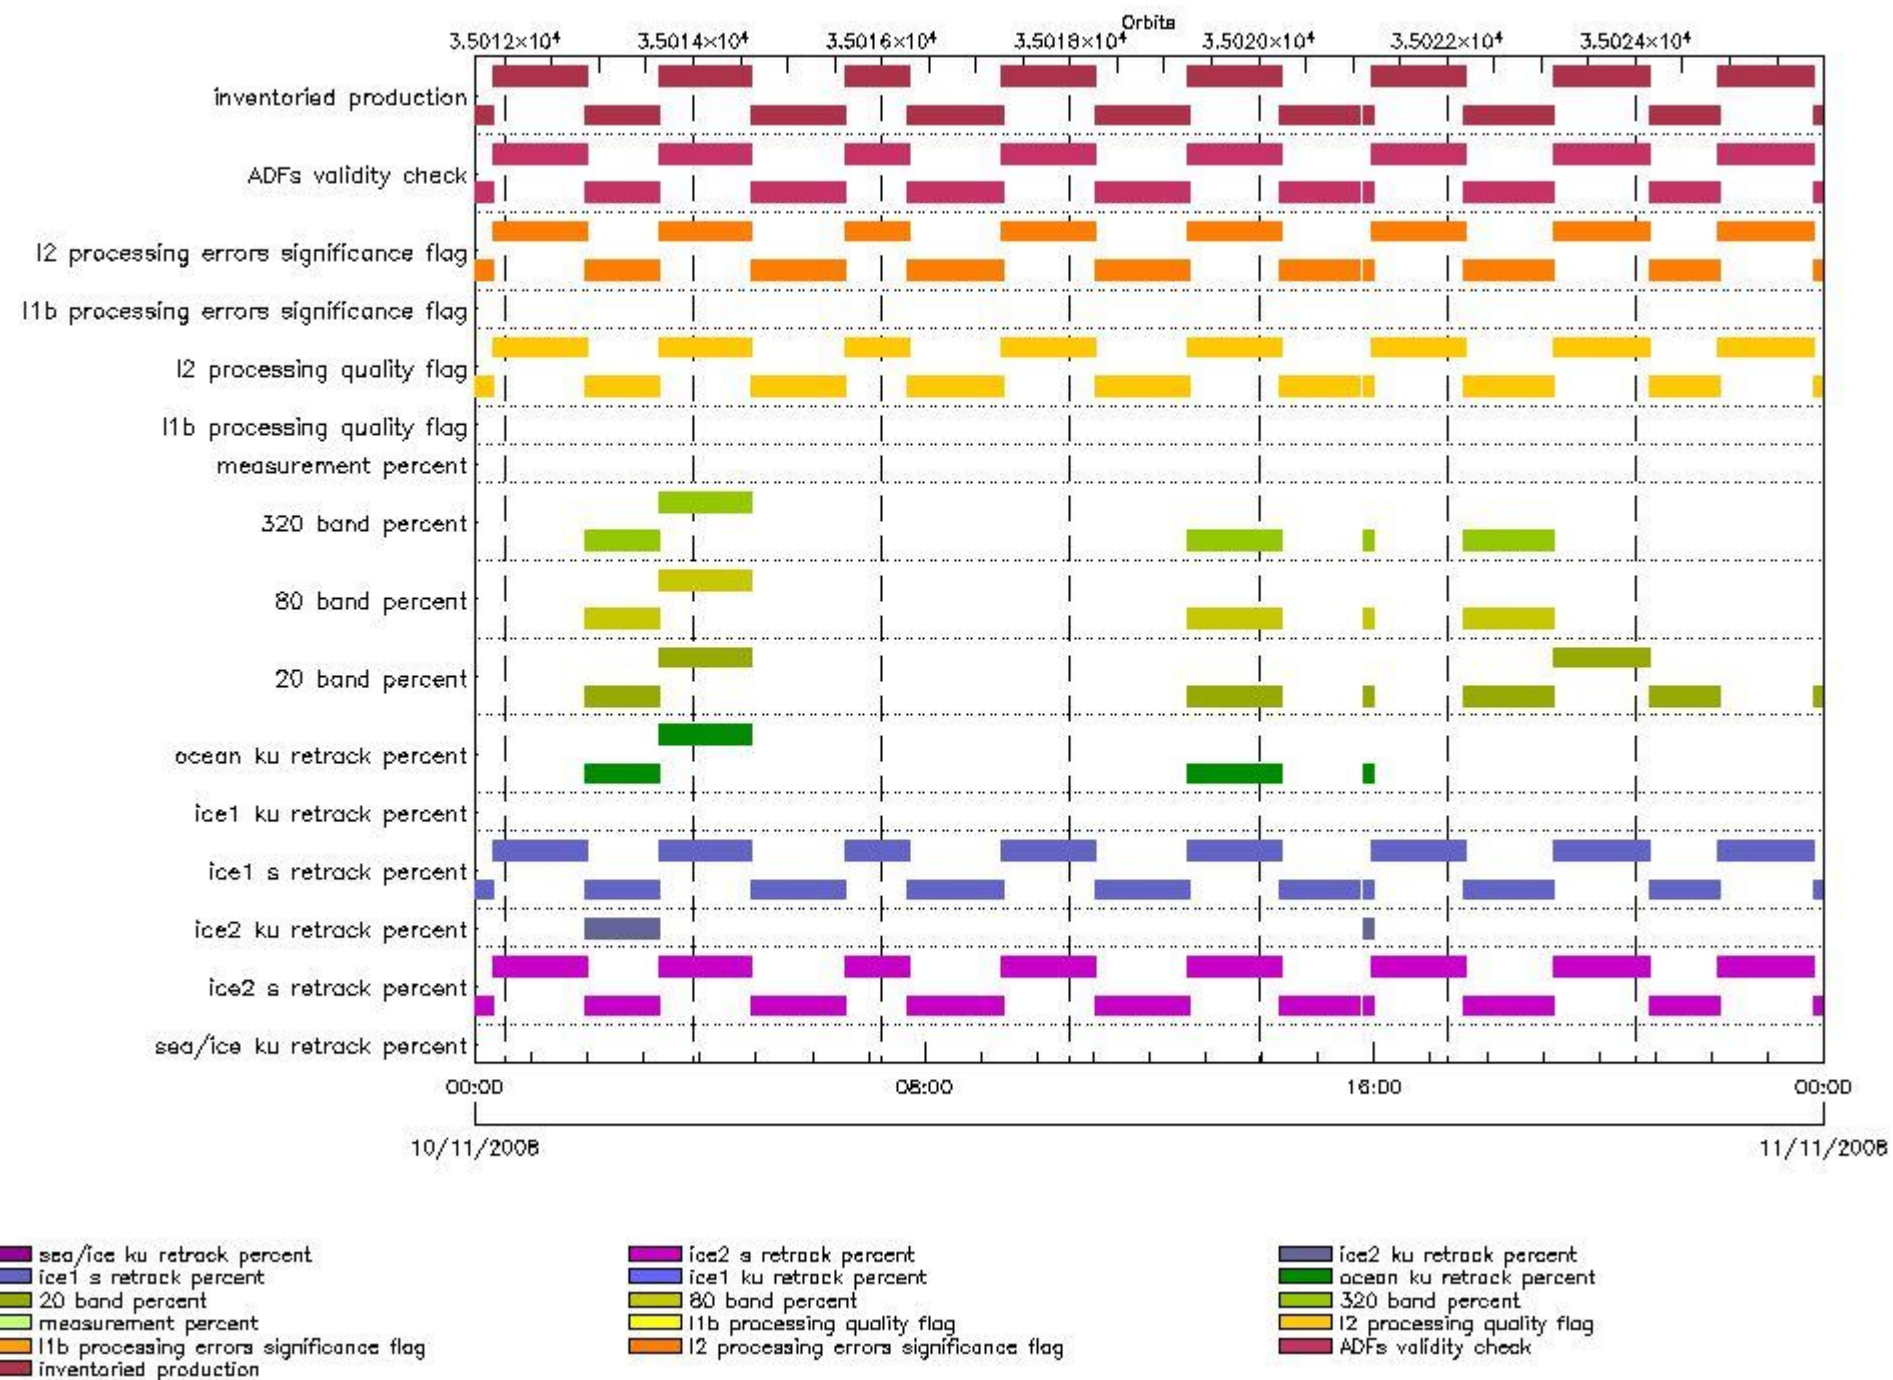 Orbits
3.5012×10⁴ 3.5014×10⁴ 3.5016×10⁴ 3.5018×10⁴ 3.5020×10⁴ 3.5022×10⁴ 3.5024×10⁴
inventoried production
ADFs validity check
l2 processing errors significance flag
l1b processing errors significance flag
l2 processing quality flag
l1b processing quality flag
measurement percent
320 band percent
80 band percent
20 band percent
ocean ku retrack percent
ice1 ku retrack percent
ice1 s retrack percent
ice2 ku retrack percent
ice2 s retrack percent
sea/ice ku retrack percent
00:00 08:00 16:00 00:00
10/11/2008 11/11/2008
sea/ice ku retrack percent ice2 s retrack percent ice2 ku retrack percent
ice1 s retrack percent ice1 ku retrack percent ocean ku retrack percent
20 band percent 80 band percent 320 band percent
measurement percent l1b processing quality flag l2 processing quality flag
l1b processing errors significance flag l2 processing errors significance flag ADFs validity check
inventoried production